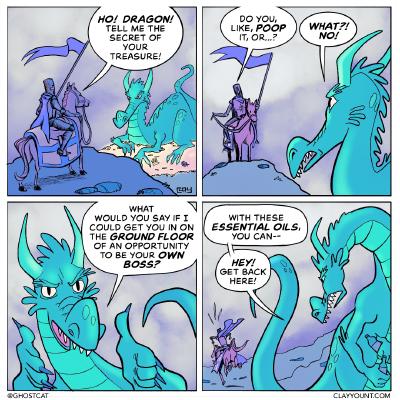 HO! DRAGON!
TELL ME THE
SECRET OF
YOUR
TREASURE!
CLAY
DO YOU,
LIKE, POOP
IT, OR...?
WHAT?!
NO!
WHAT
WOULD YOU SAY IF I
COULD GET YOU IN ON
THE GROUND FLOOR
OF AN OPPORTUNITY
TO BE YOUR OWN
BOSS?
WITH THESE
ESSENTIAL OILS,
YOU CAN--
HEY!
GET BACK
HERE!
@GHOSTCAT
CLAYYOUNT.COM